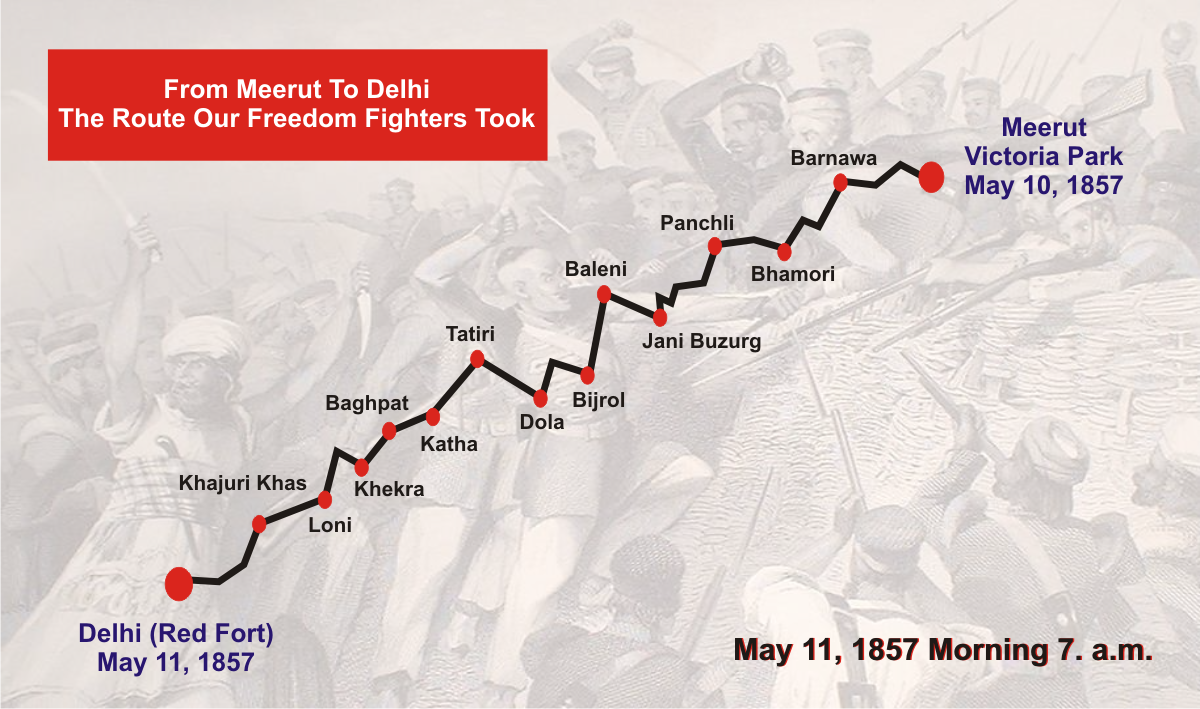 From Meerut To Delhi
The Route Our Freedom Fighters Took
Meerut
Victoria Park
May 10, 1857
Barnawa
Panchli
Bhamori
Baleni
Jani Buzurg
Tatiri
Bijrol
Dola
Baghpat
Katha
Khajuri Khas
Khekra
Loni
Delhi (Red Fort)
May 11, 1857
May 11, 1857 Morning 7. a.m.